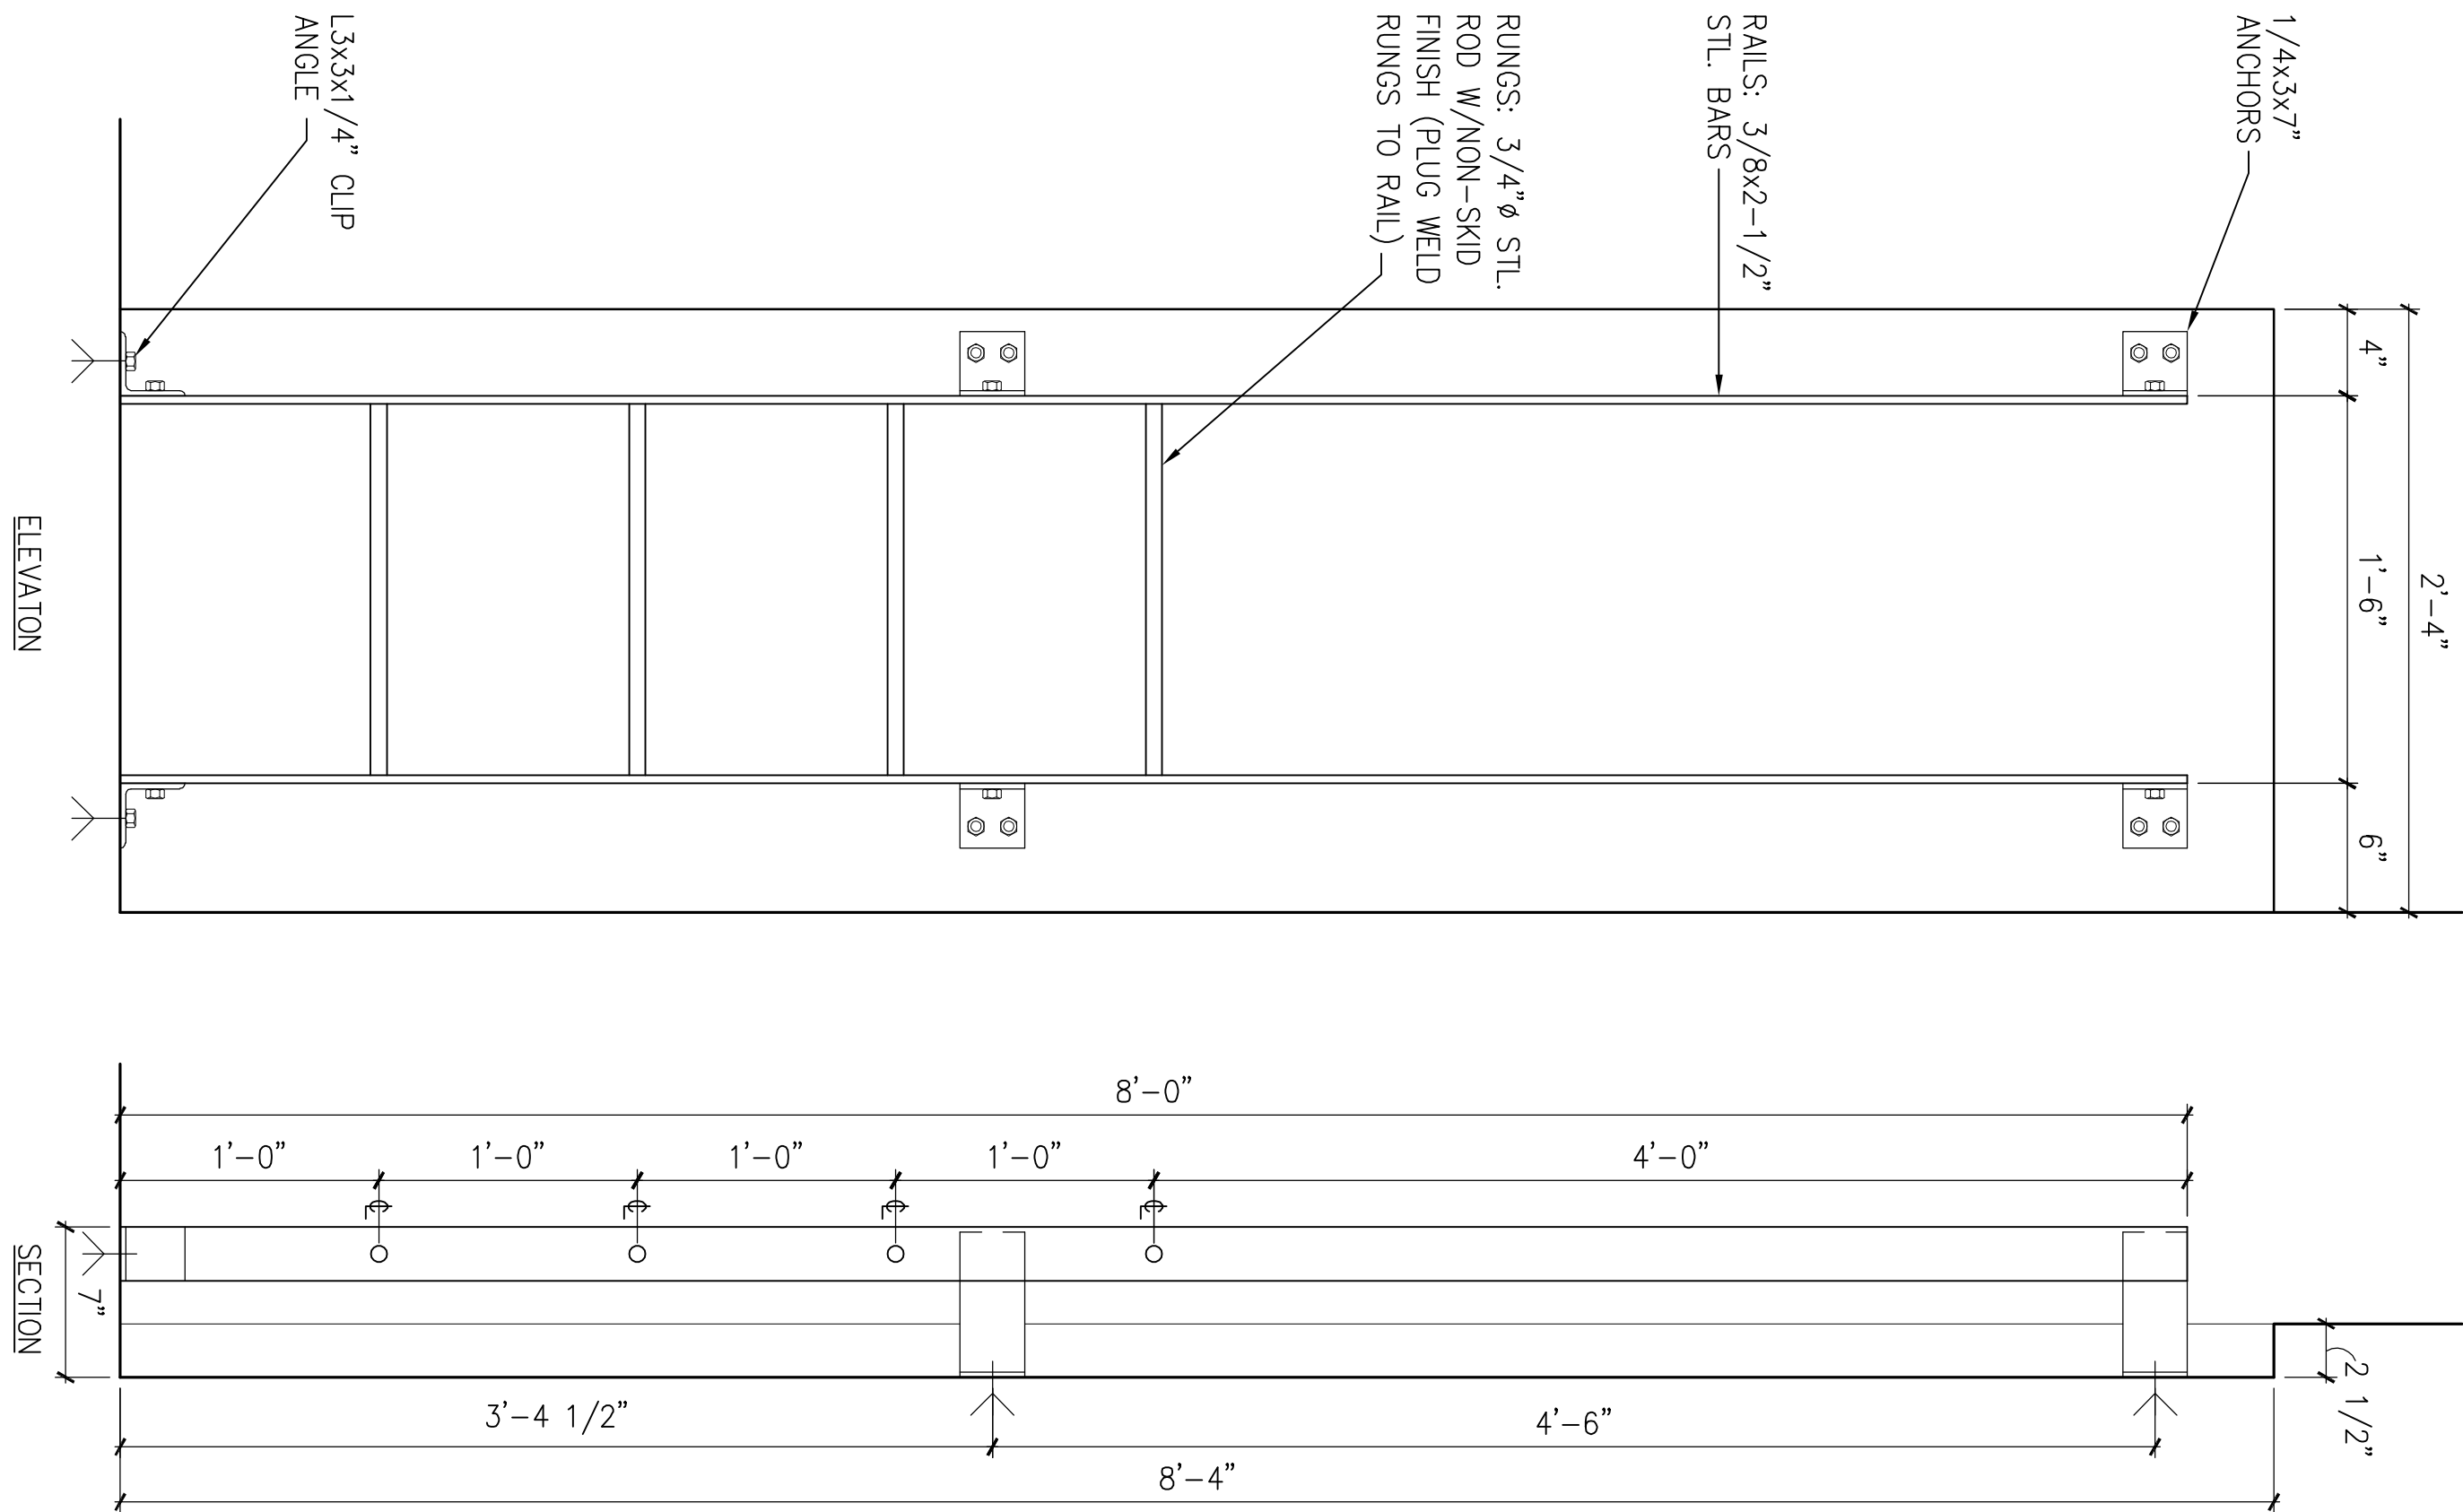 1/4x3x7"
ANCHORS
RAILS: 3/8x2-1/2"
STL. BARS
RUNGS: 3/4"ø STL.
ROD W/NON-SKID
FINISH (PLUG WELD
RUNGS TO RAIL)
L3x3x1/4" CLIP
ANGLE
2'-4"
4"
1'-6"
6"
ELEVATON
8'-0"
1'-0"
1'-0"
1'-0"
1'-0"
4'-0"
℄
℄
℄
℄
7"
2 1/2"
3'-4 1/2"
4'-6"
8'-4"
SECTION